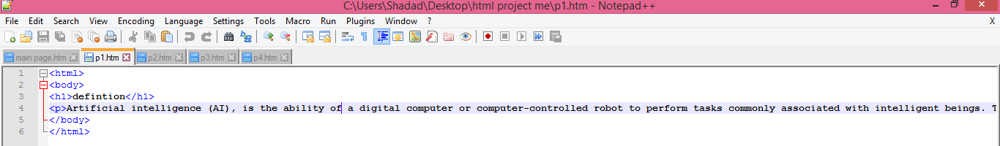 C:\Users\Shadad\Desktop\html project me\p1.htm - Notepad++
File Edit Search View Encoding Language Settings Tools Macro Run Plugins Window ? X
main page.htm p1.htm p2.htm p3.htm p4.htm
1 <html>
2 <body>
3 <h1>defintion</h1>
4 <p>Artificial intelligence (AI), is the ability of a digital computer or computer-controlled robot to perform tasks commonly associated with intelligent beings. T
5 </body>
6 </html>